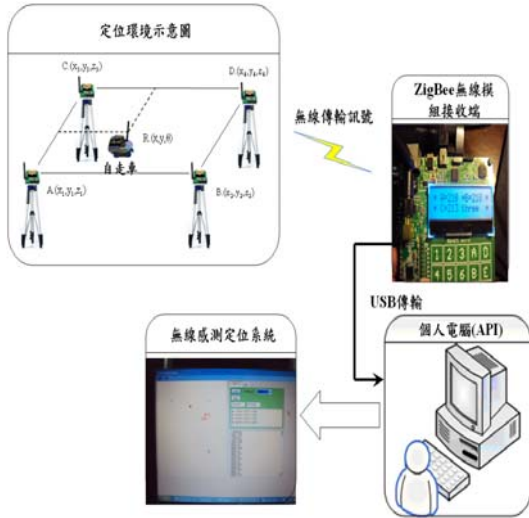 定位環境示意圖
C:(x₃,y₃,z₃)
D:(x₄,y₄,z₄)
R:(x,y,θ)
自走車
A:(x₁,y₁,z₁)
B:(x₂,y₂,z₂)
無線傳輸訊號
ZigBee無線模
組接收端
1 2 3 A 0
4 5 6 B E
USB傳輸
個人電腦(API)
無線感測定位系統